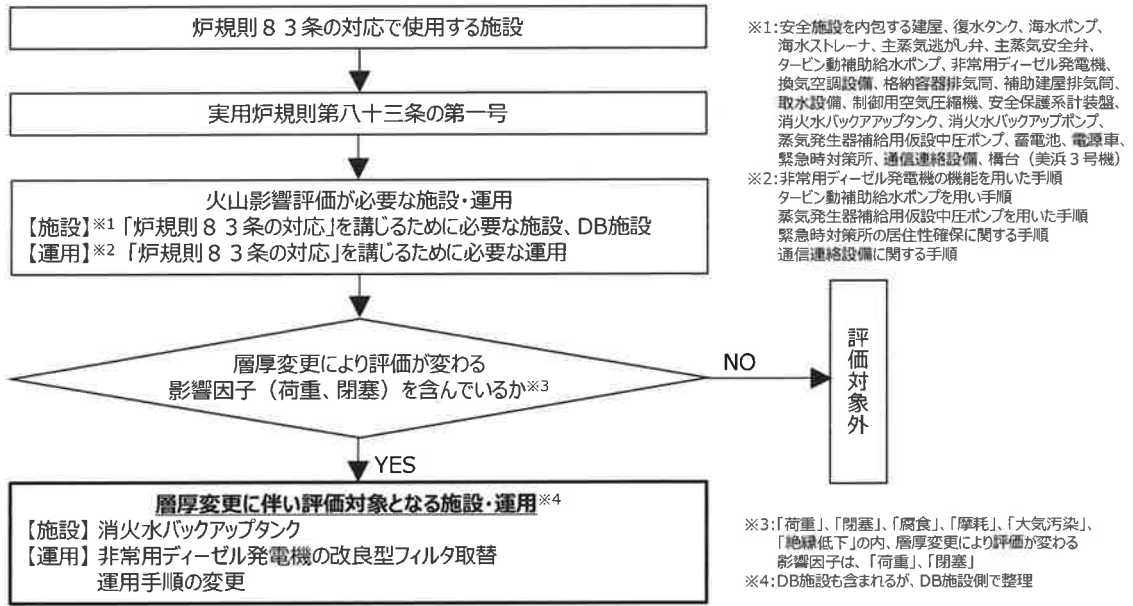 炉規則８３条の対応で使用する施設
実用炉規則第八十三条の第一号
火山影響評価が必要な施設・運用
【施設】※1「炉規則８３条の対応」を講じるために必要な施設、DB施設
【運用】※2「炉規則８３条の対応」を講じるために必要な運用
層厚変更により評価が変わる
影響因子（荷重、閉塞）を含んでいるか※3
NO
評価対象外
YES
層厚変更に伴い評価対象となる施設・運用※4
【施設】消火水バックアップタンク
【運用】非常用ディーゼル発電機の改良型フィルタ取替
運用手順の変更
※1:安全施設を内包する建屋、復水タンク、海水ポンプ、
海水ストレーナ、主蒸気逃がし弁、主蒸気安全弁、
タービン動補助給水ポンプ、非常用ディーゼル発電機、
換気空調設備、格納容器排気筒、補助建屋排気筒、
取水設備、制御用空気圧縮機、安全保護系計装盤、
消火水バックアアップタンク、消火水バックアップポンプ、
蒸気発生器補給用仮設中圧ポンプ、蓄電池、電源車、
緊急時対策所、通信連絡設備、構台（美浜３号機）
※2:非常用ディーゼル発電機の機能を用いた手順
タービン動補助給水ポンプを用い手順
蒸気発生器補給用仮設中圧ポンプを用いた手順
緊急時対策所の居住性確保に関する手順
通信連絡設備に関する手順
※3:「荷重」、「閉塞」、「腐食」、「摩耗」、「大気汚染」、
「絶縁低下」の内、層厚変更により評価が変わる
影響因子は、「荷重」、「閉塞」
※4:DB施設も含まれるが、DB施設側で整理